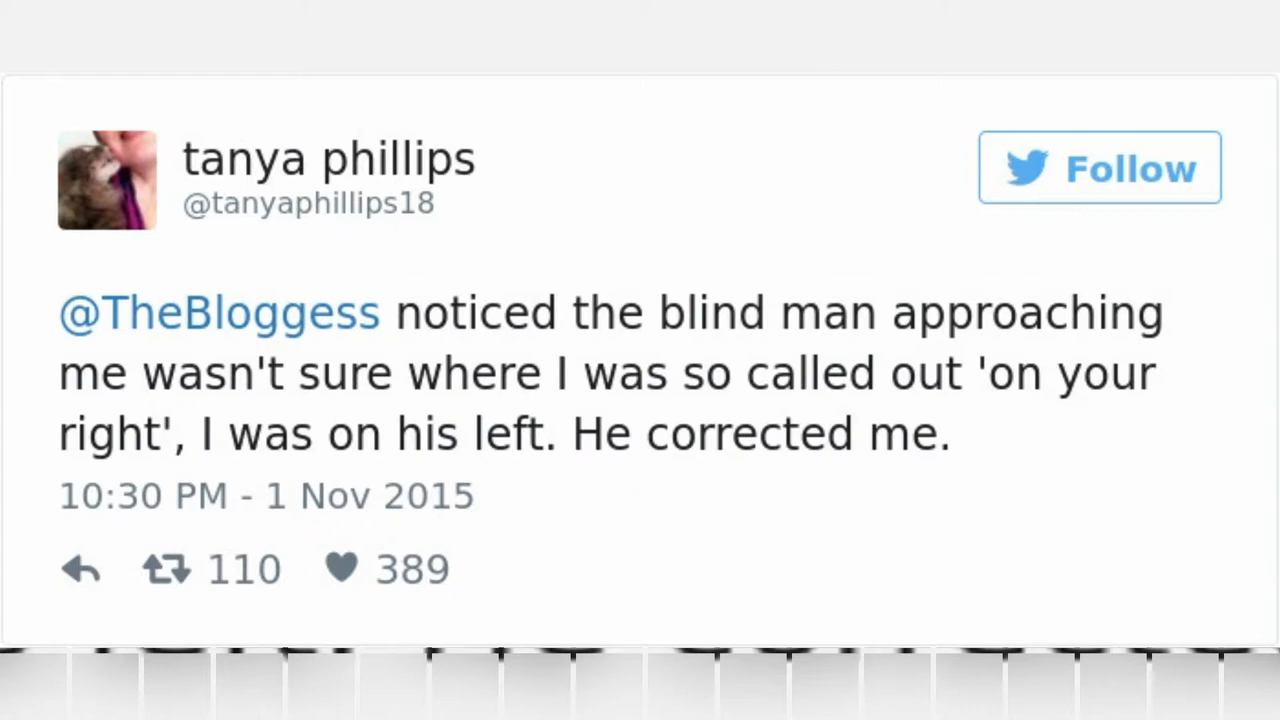 tanya phillips
@tanyaphillips18
Follow
@TheBloggess noticed the blind man approaching
me wasn't sure where I was so called out 'on your
right', I was on his left. He corrected me.
10:30 PM - 1 Nov 2015
110 389